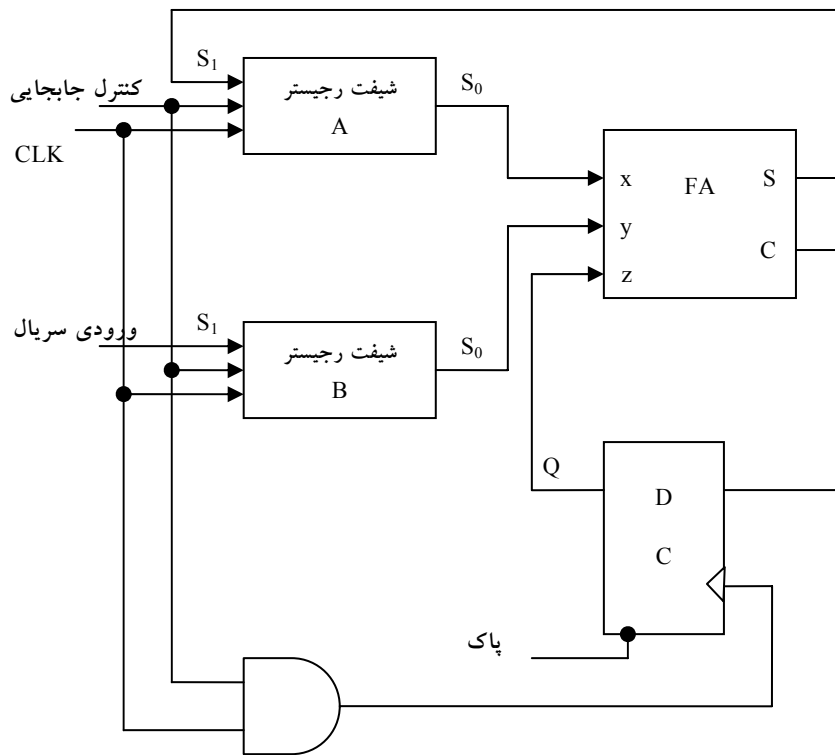 S1
کنترل جابجایی
CLK
شیفت رجیستر
A
S0
x
y
z
FA
S
C
ورودی سریال
S1
شیفت رجیستر
B
S0
Q
D
C
پاک